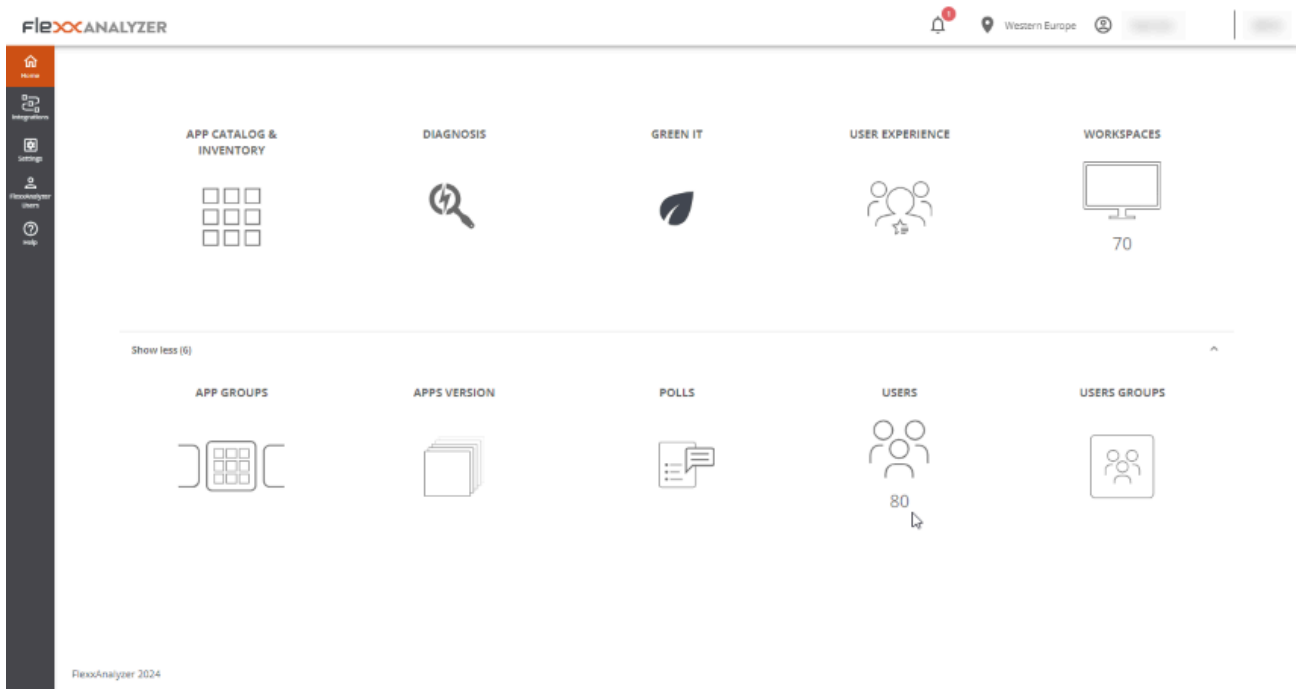 FlexxANALYZER
1
Western Europe
Home
Integrations
Settings
FlexxAnalyzer
Users
Help
APP CATALOG &
INVENTORY
DIAGNOSIS
GREEN IT
USER EXPERIENCE
WORKSPACES
70
Show less (6)
APP GROUPS
APPS VERSION
POLLS
USERS
USERS GROUPS
80
FlexxAnalyzer 2024